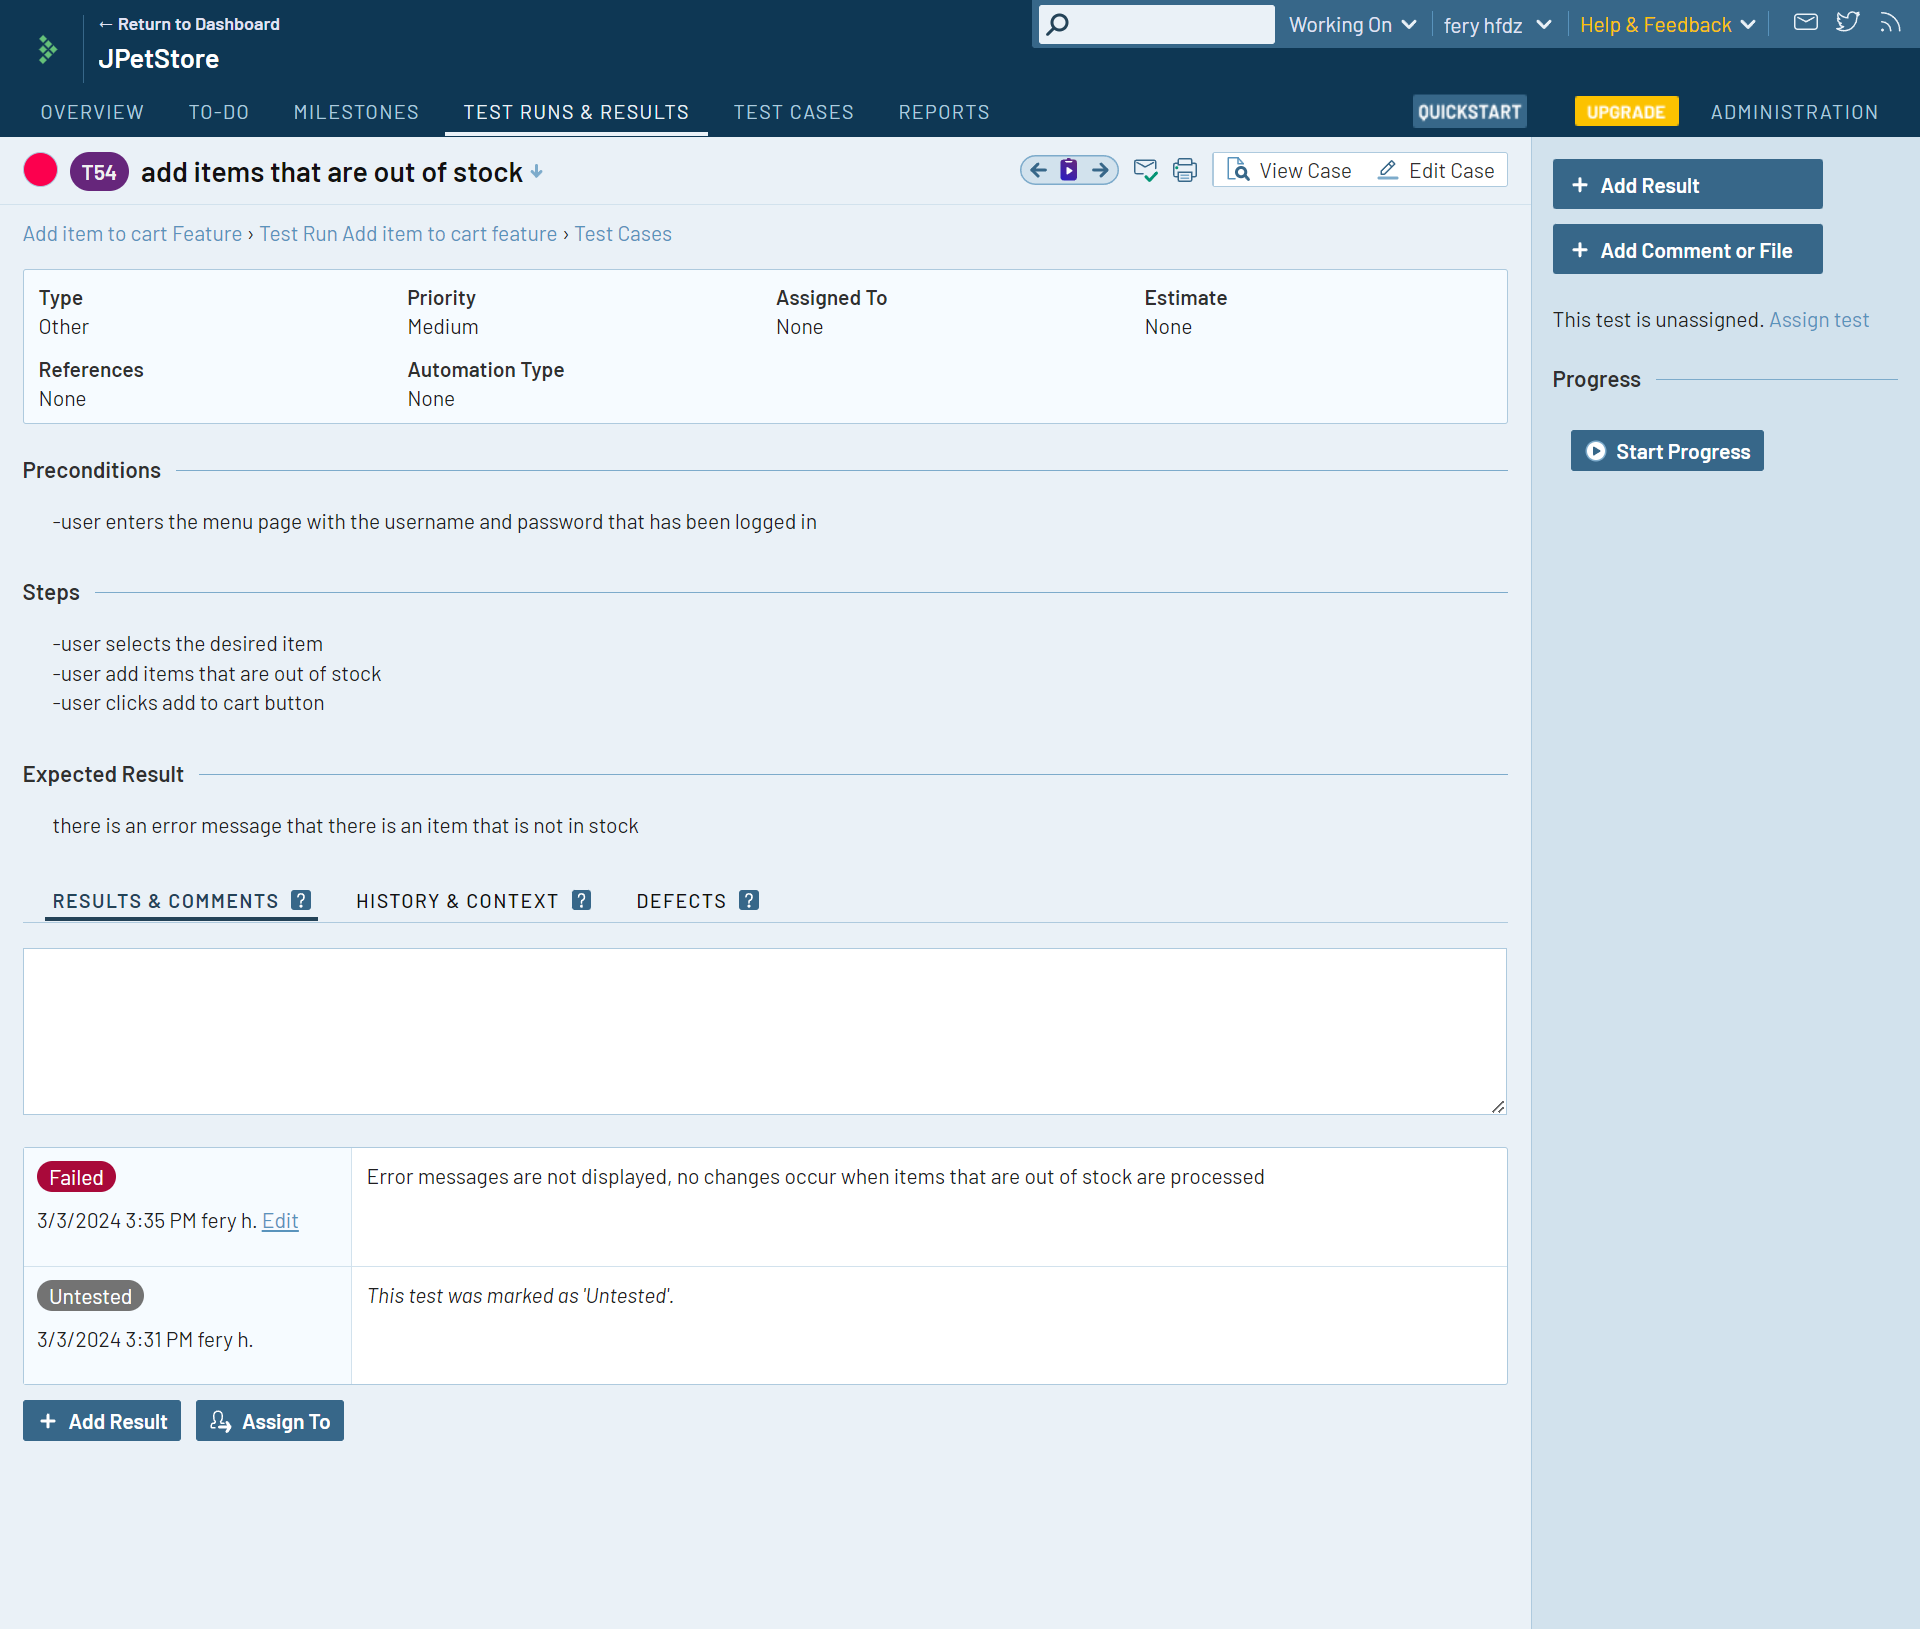 ← Return to Dashboard
JPetStore
Working On
fery hfdz
Help & Feedback
OVERVIEW
TO-DO
MILESTONES
TEST RUNS & RESULTS
TEST CASES
REPORTS
QUICKSTART
UPGRADE
ADMINISTRATION
T54 add items that are out of stock
View Case
Edit Case
Add item to cart Feature › Test Run Add item to cart feature › Test Cases
Type
Other
Priority
Medium
Assigned To
None
Estimate
None
References
None
Automation Type
None
Preconditions
-user enters the menu page with the username and password that has been logged in
Steps
-user selects the desired item
-user add items that are out of stock
-user clicks add to cart button
Expected Result
there is an error message that there is an item that is not in stock
RESULTS & COMMENTS ?
HISTORY & CONTEXT ?
DEFECTS ?
Failed
3/3/2024 3:35 PM fery h. Edit
Error messages are not displayed, no changes occur when items that are out of stock are processed
Untested
3/3/2024 3:31 PM fery h.
This test was marked as 'Untested'.
+ Add Result
Assign To
+ Add Result
+ Add Comment or File
This test is unassigned. Assign test
Progress
Start Progress